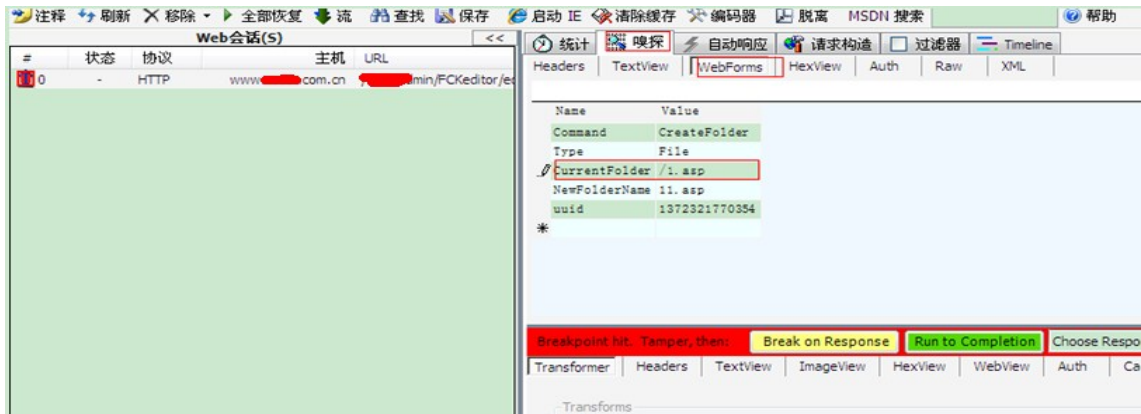 注释 刷新 移除 全部恢复 流 查找 保存 启动 IE 清除缓存 编码器 脱离 MSDN 搜索 帮助
Web会话(S) <<
# 状态 协议 主机 URL
0 - HTTP www com.cn min/FCKeditor/ed
统计 嗅探 自动响应 请求构造 过滤器 Timeline
Headers TextView WebForms HexView Auth Raw XML
Name Value
Command CreateFolder
Type File
CurrentFolder /1.asp
NewFolderName 11.asp
uuid 1372321770354
Breakpoint hit. Tamper, then: Break on Response Run to Completion Choose Respo
Transformer Headers TextView ImageView HexView WebView Auth Ca
Transforms